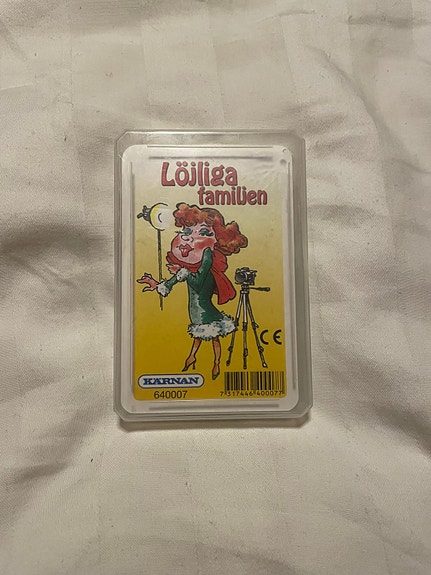 Löjliga
familjen
CE
KÄRNAN
640007
7 317446 400077